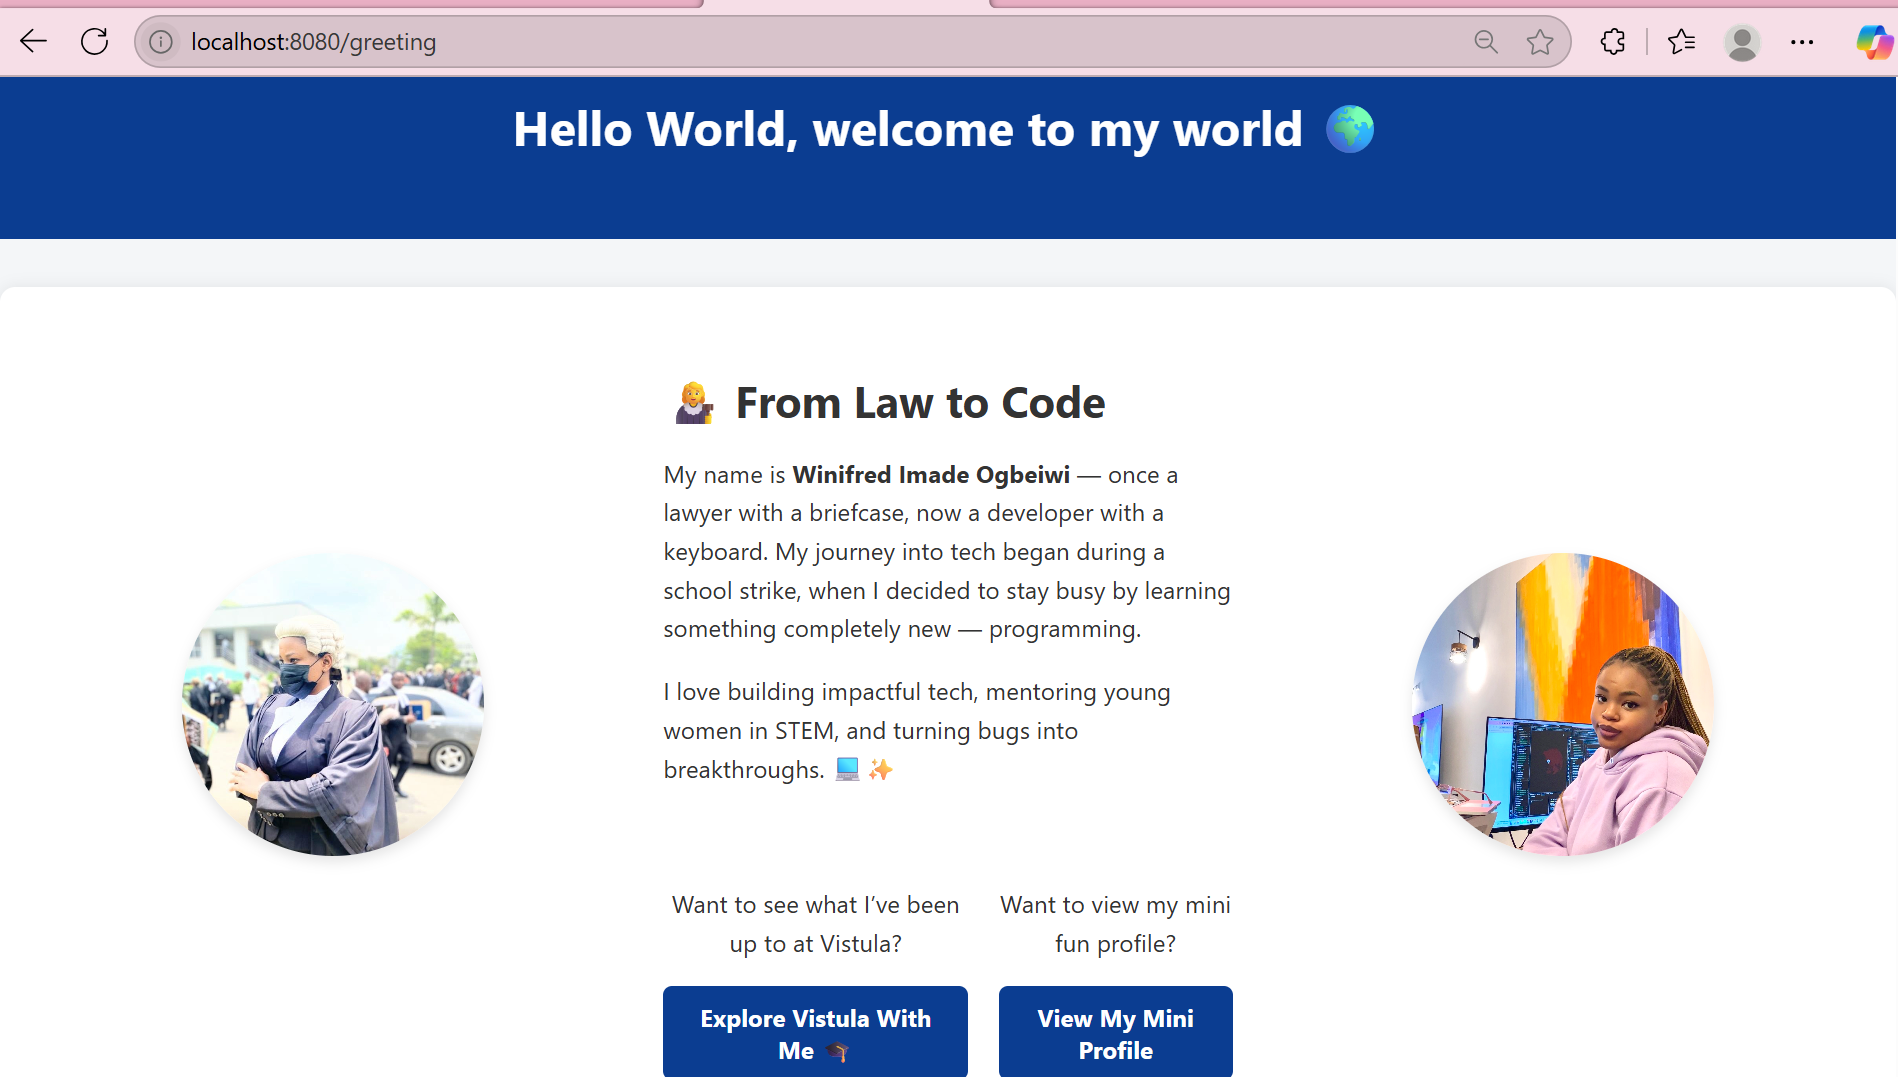 localhost:8080/greeting
Hello World, welcome to my world 🌍
👩‍⚖️ From Law to Code
My name is Winifred Imade Ogbeiwi — once a
lawyer with a briefcase, now a developer with a
keyboard. My journey into tech began during a
school strike, when I decided to stay busy by learning
something completely new — programming.
I love building impactful tech, mentoring young
women in STEM, and turning bugs into
breakthroughs. 💻 ✨
Want to see what I’ve been
up to at Vistula?
Explore Vistula With
Me 🎓
Want to view my mini
fun profile?
View My Mini
Profile